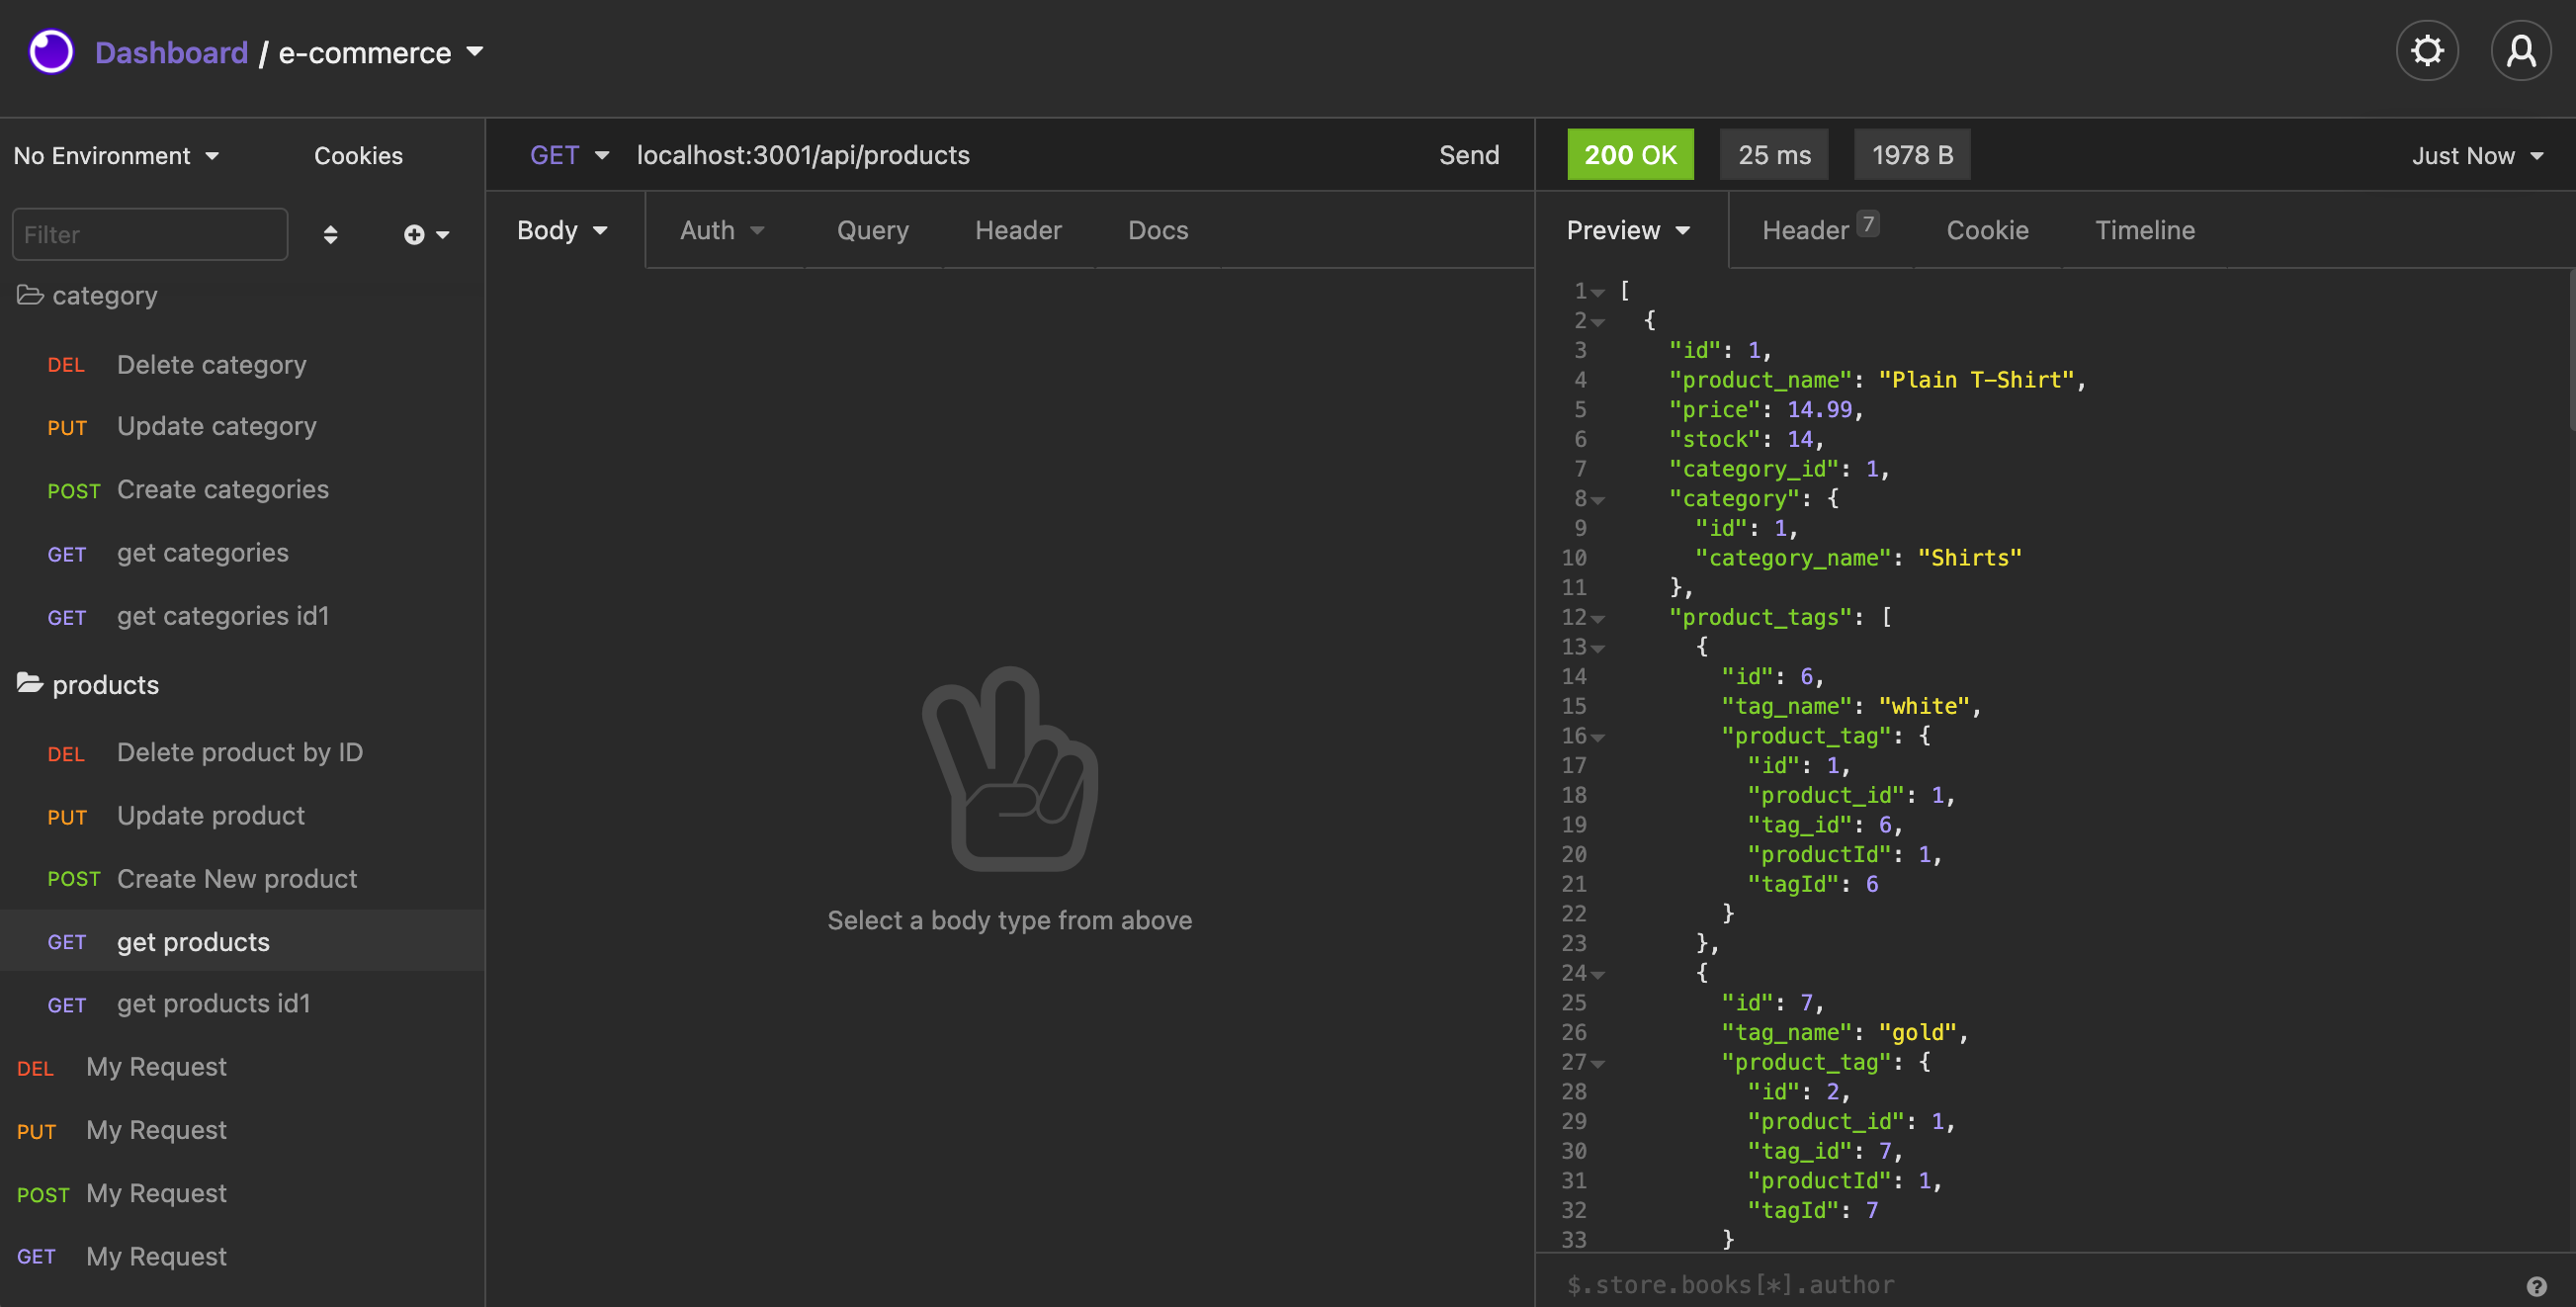 Dashboard / e-commerce
No Environment
Cookies
Filter
category
DEL Delete category
PUT Update category
POST Create categories
GET get categories
GET get categories id1
products
DEL Delete product by ID
PUT Update product
POST Create New product
GET get products
GET get products id1
DEL My Request
PUT My Request
POST My Request
GET My Request
GET localhost:3001/api/products Send
Body Auth Query Header Docs
Select a body type from above
200 OK 25 ms 1978 B Just Now
Preview Header 7 Cookie Timeline
1 [
2 {
3 "id": 1,
4 "product_name": "Plain T-Shirt",
5 "price": 14.99,
6 "stock": 14,
7 "category_id": 1,
8 "category": {
9 "id": 1,
10 "category_name": "Shirts"
11 },
12 "product_tags": [
13 {
14 "id": 6,
15 "tag_name": "white",
16 "product_tag": {
17 "id": 1,
18 "product_id": 1,
19 "tag_id": 6,
20 "productId": 1,
21 "tagId": 6
22 }
23 },
24 {
25 "id": 7,
26 "tag_name": "gold",
27 "product_tag": {
28 "id": 2,
29 "product_id": 1,
30 "tag_id": 7,
31 "productId": 1,
32 "tagId": 7
33 }
$.store.books[*].author